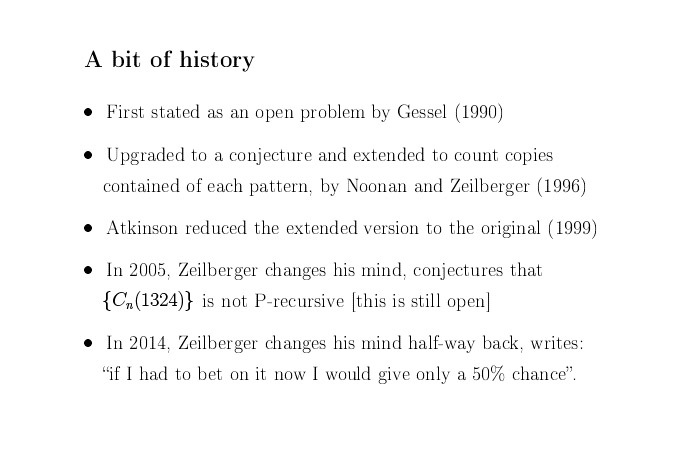 A bit of history
• First stated as an open problem by Gessel (1990)
• Upgraded to a conjecture and extended to count copies
contained of each pattern, by Noonan and Zeilberger (1996)
• Atkinson reduced the extended version to the original (1999)
• In 2005, Zeilberger changes his mind, conjectures that
{Cₙ(1324)} is not P-recursive [this is still open]
• In 2014, Zeilberger changes his mind half-way back, writes:
“if I had to bet on it now I would give only a 50% chance”.